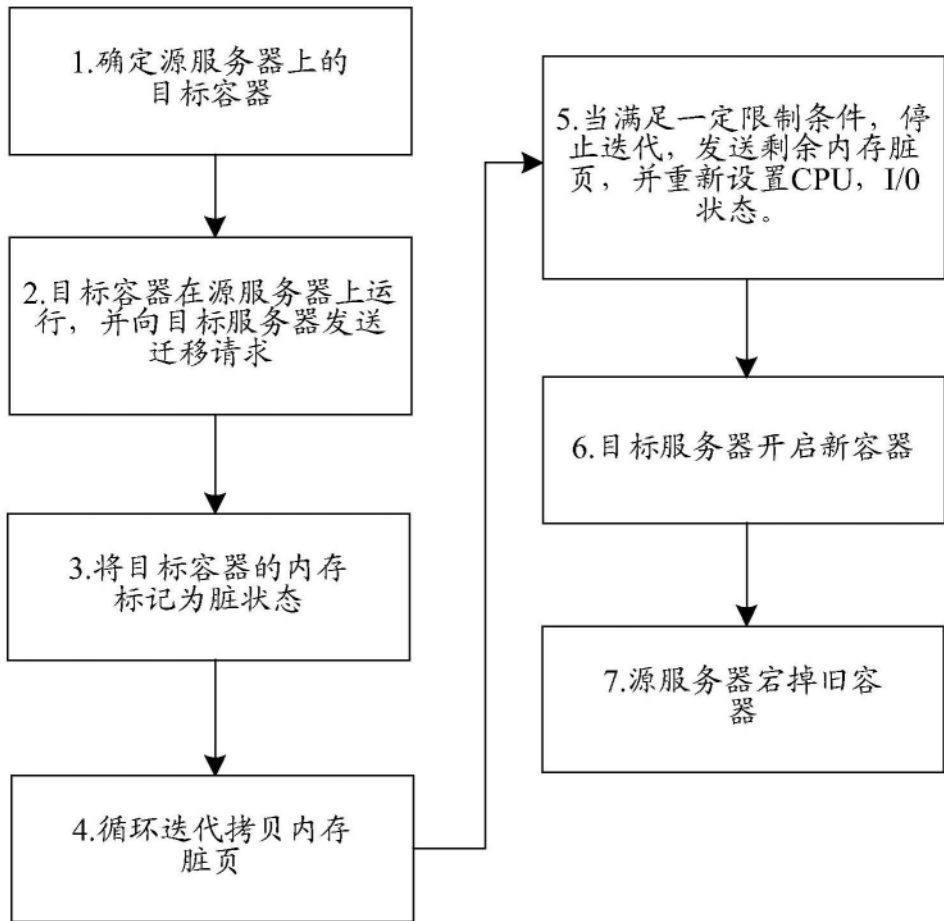 1.确定源服务器上的
目标容器
2.目标容器在源服务器上运
行，并向目标服务器发送
迁移请求
3.将目标容器的内存
标记为脏状态
4.循环迭代拷贝内存
脏页
5.当满足一定限制条件，停
止迭代，发送剩余内存脏
页，并重新设置CPU，I/0
状态。
6.目标服务器开启新容器
7.源服务器宕掉旧容
器